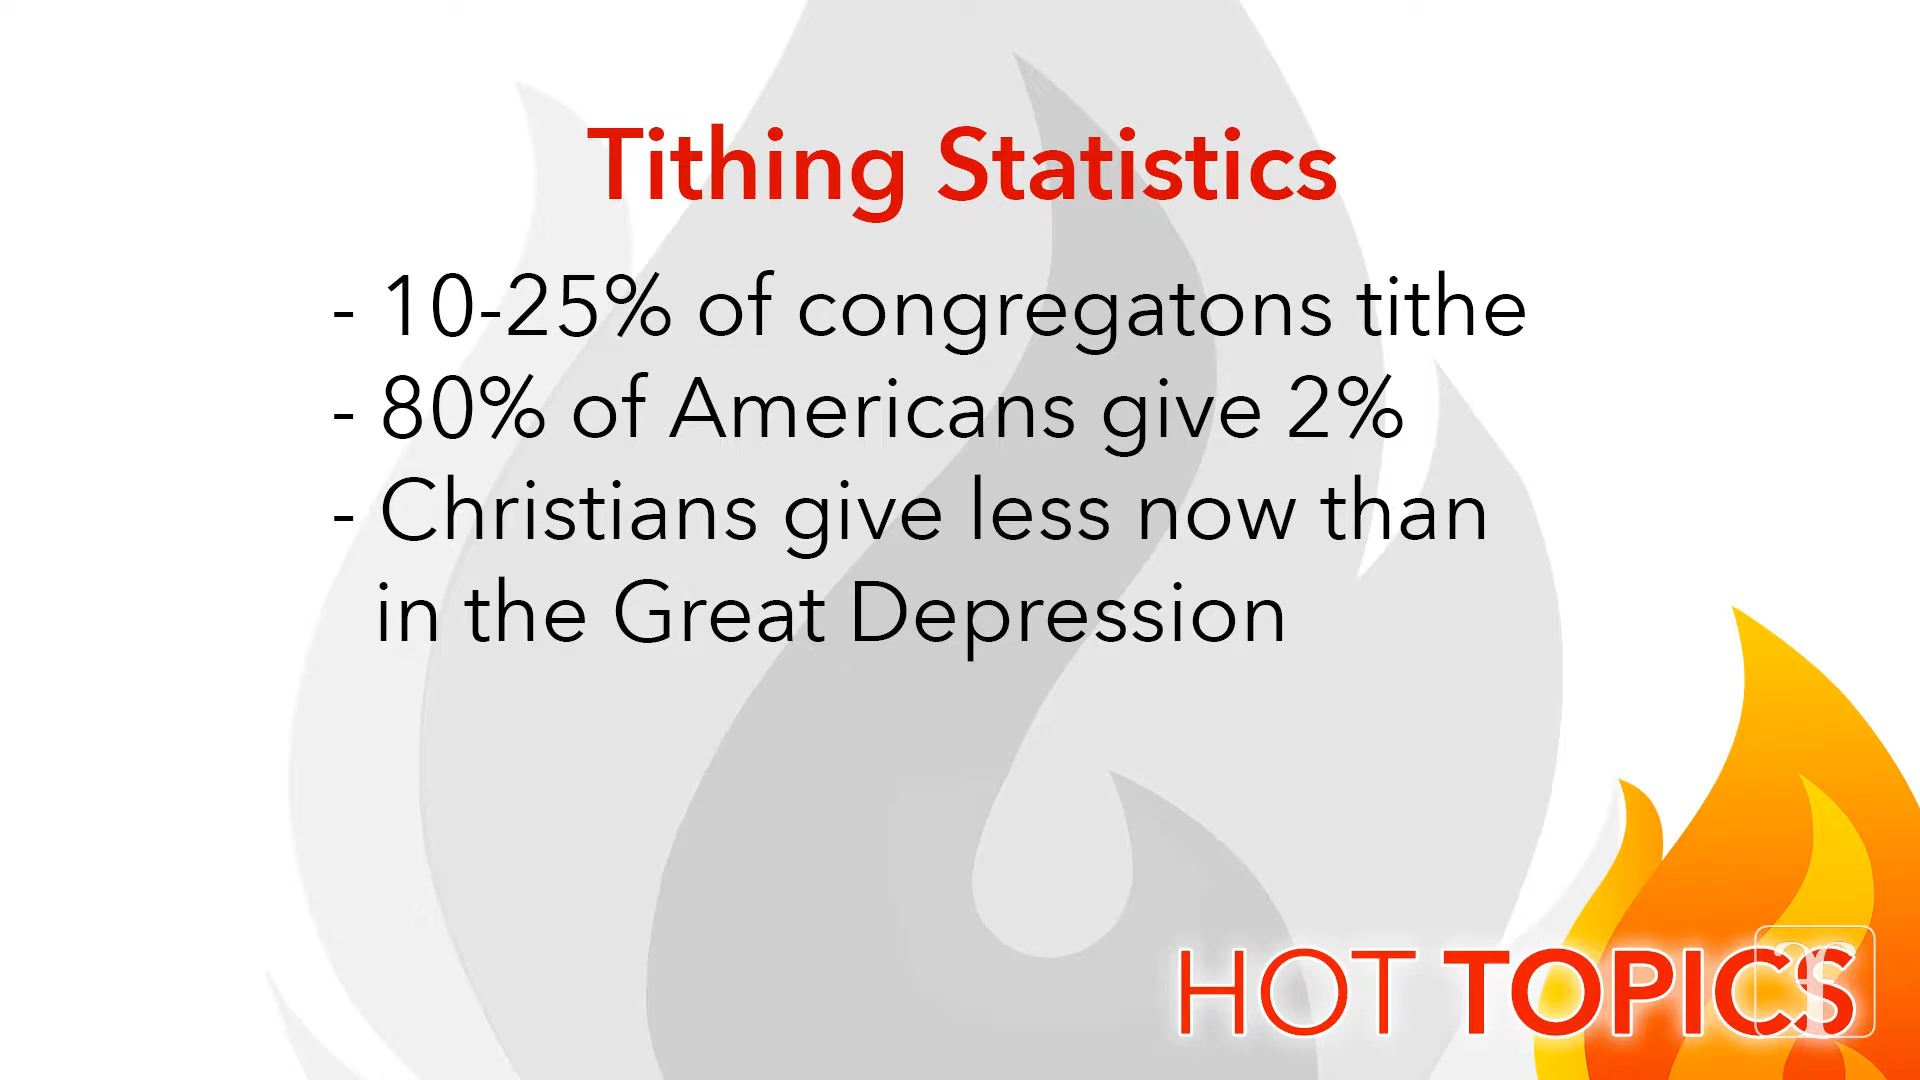 Tithing Statistics
- 10-25% of congregatons tithe
- 80% of Americans give 2%
- Christians give less now than
in the Great Depression
HOT TOPICS